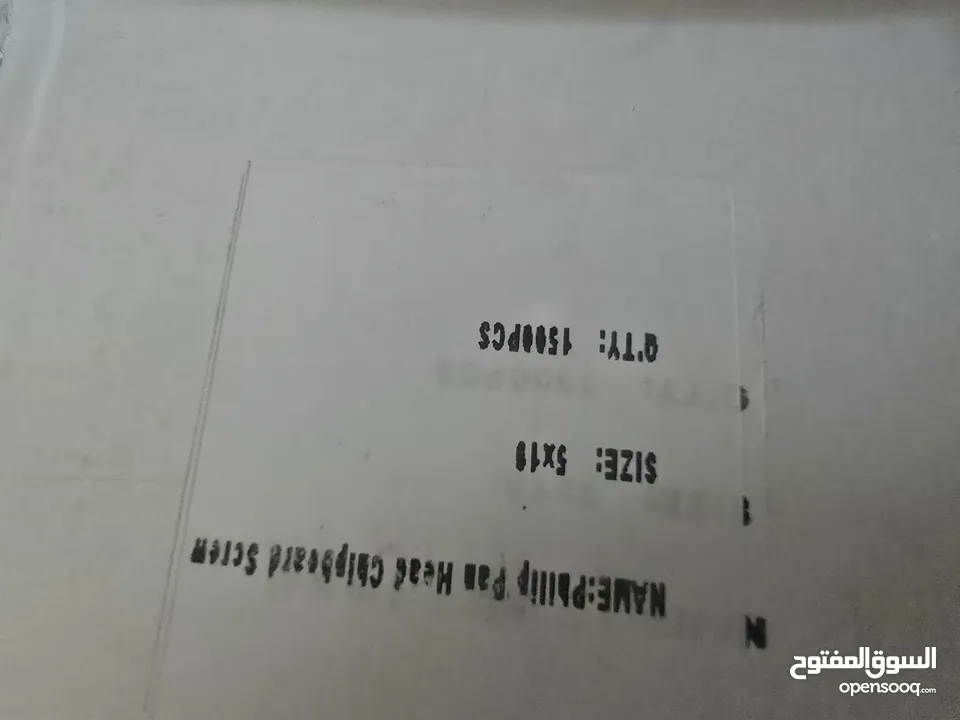 NAME:Phillip Pan Head Chipboard Screw
SIZE: 5x19
Q'TY: 1500PCS
السوق المفتوح
opensooq.com